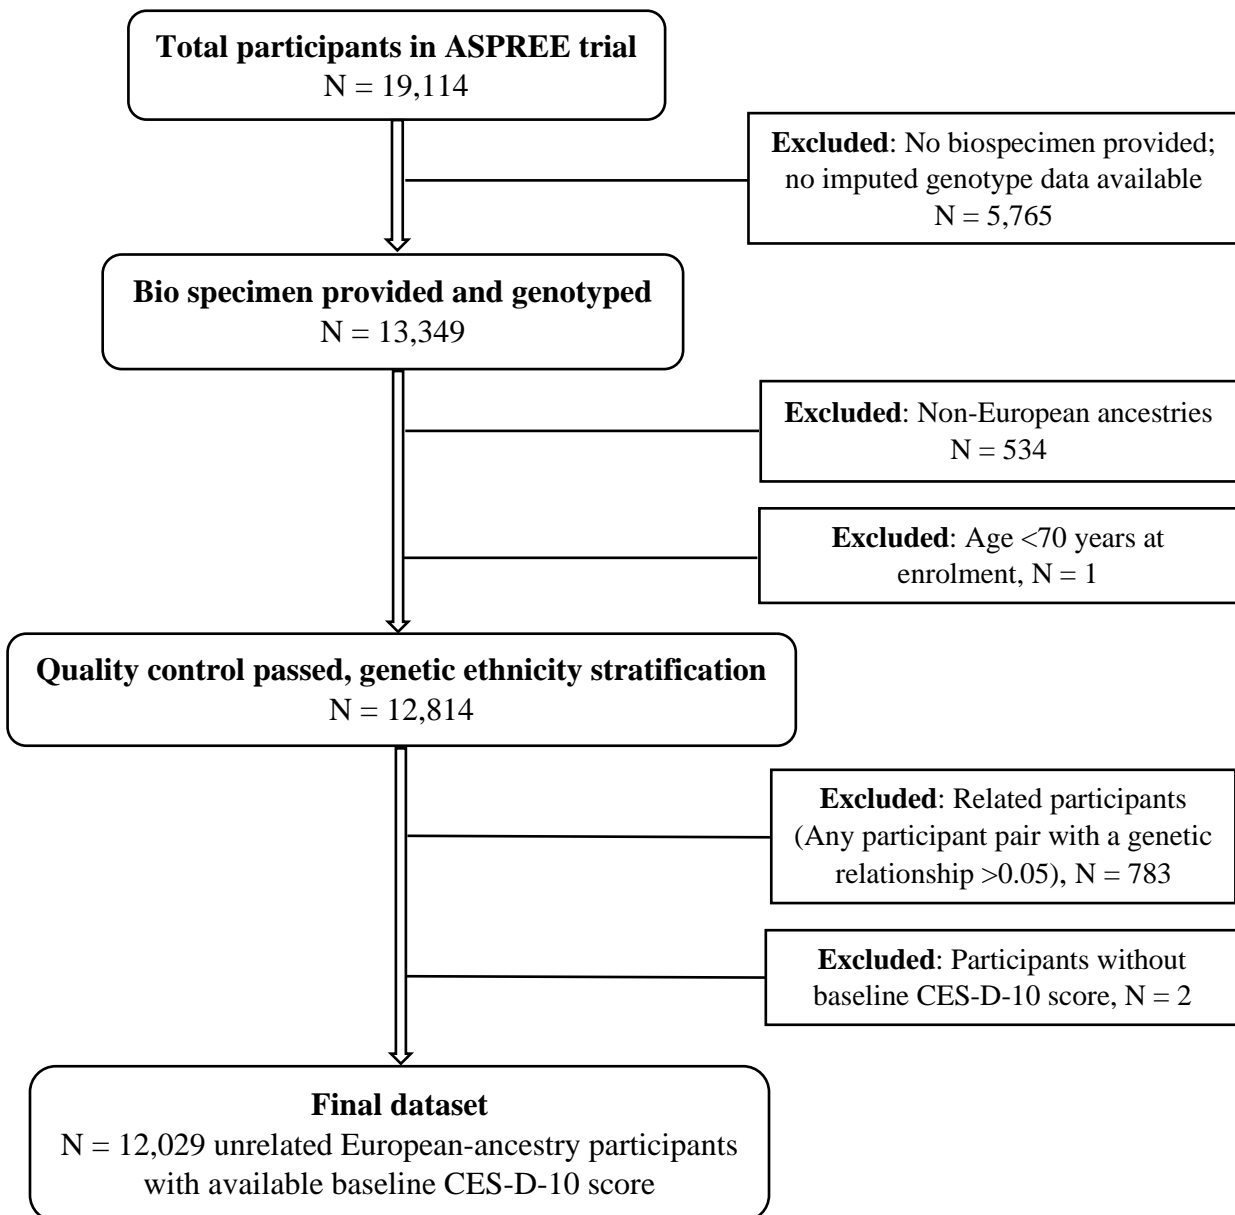 Total participants in ASPREE trial
N = 19,114
Excluded: No biospecimen provided;
no imputed genotype data available
N = 5,765
Bio specimen provided and genotyped
N = 13,349
Excluded: Non-European ancestries
N = 534
Excluded: Age <70 years at
enrolment, N = 1
Quality control passed, genetic ethnicity stratification
N = 12,814
Excluded: Related participants
(Any participant pair with a genetic
relationship >0.05), N = 783
Excluded: Participants without
baseline CES-D-10 score, N = 2
Final dataset
N = 12,029 unrelated European-ancestry participants
with available baseline CES-D-10 score